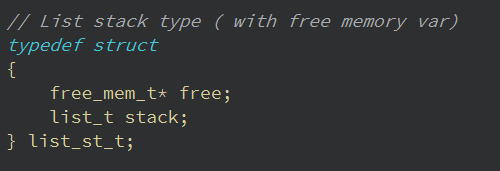 // List stack type ( with free memory var)
typedef struct
{
    free_mem_t* free;
    list_t stack;
} list_st_t;